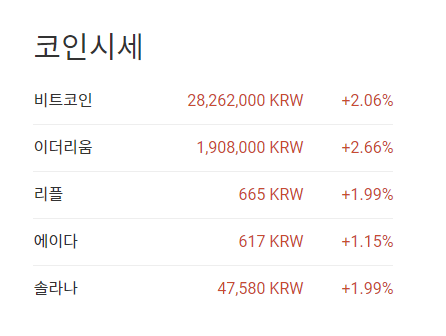 코인시세
비트코인 28,262,000 KRW +2.06%
이더리움 1,908,000 KRW +2.66%
리플 665 KRW +1.99%
에이다 617 KRW +1.15%
솔라나 47,580 KRW +1.99%